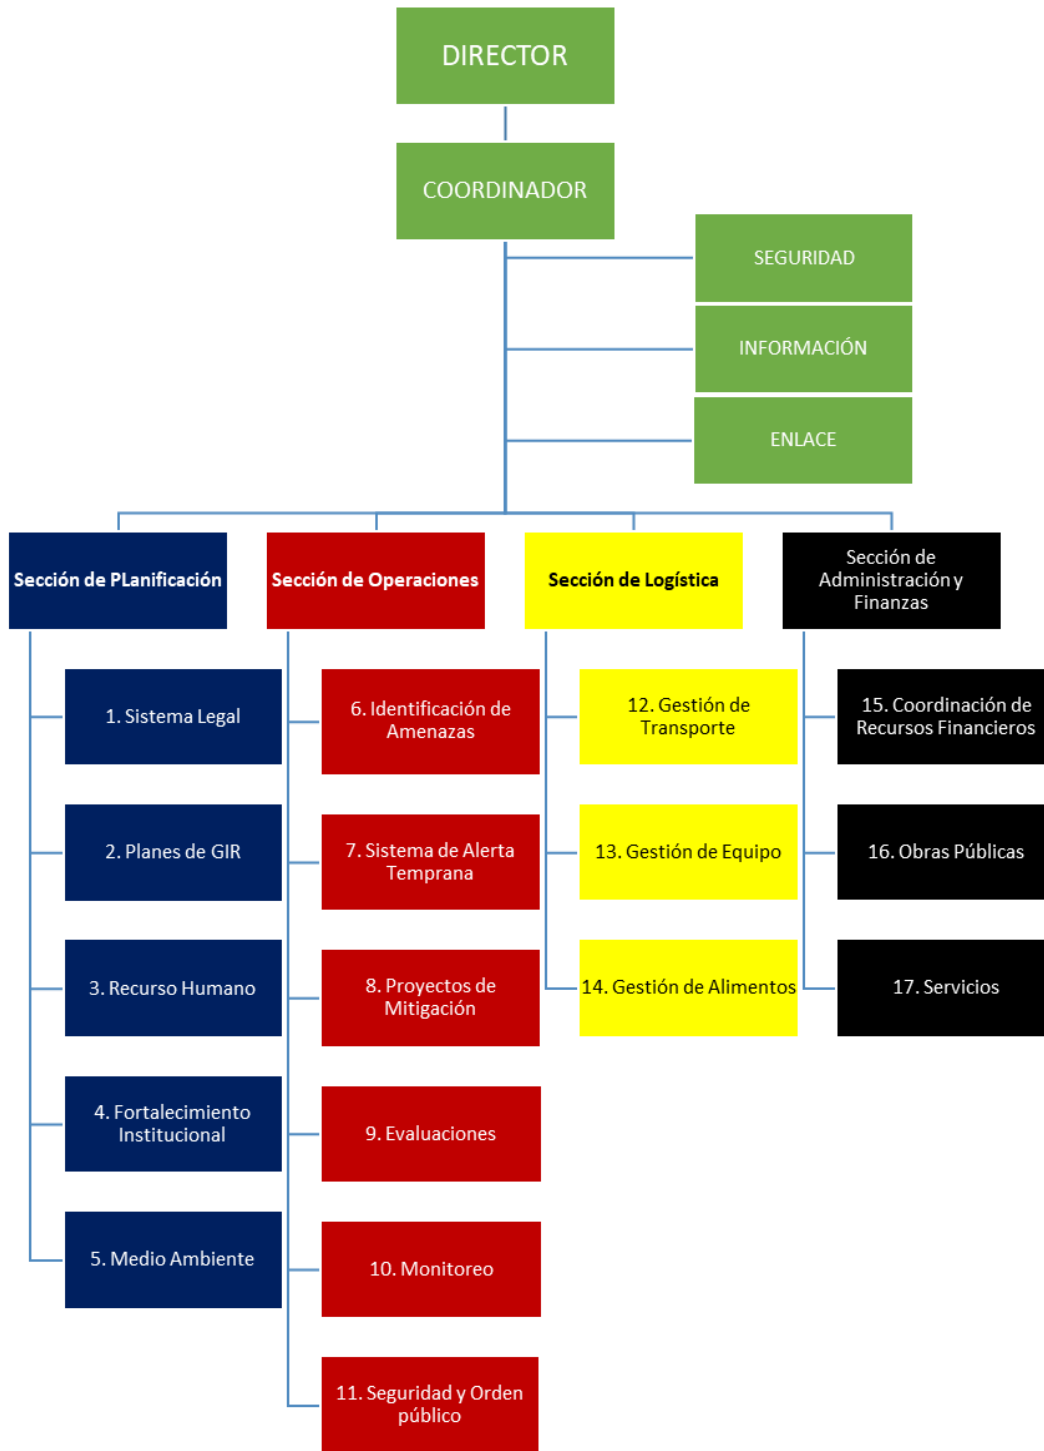 DIRECTOR
COORDINADOR
SEGURIDAD
INFORMACIÓN
ENLACE
Sección de PLanificación
1. Sistema Legal
2. Planes de GIR
3. Recurso Humano
4. Fortalecimiento
Institucional
5. Medio Ambiente
Sección de Operaciones
6. Identificación de
Amenazas
7. Sistema de Alerta
Temprana
8. Proyectos de
Mitigación
9. Evaluaciones
10. Monitoreo
11. Seguridad y Orden
público
Sección de Logística
12. Gestión de
Transporte
13. Gestión de Equipo
14. Gestión de Alimentos
Sección de
Administración y
Finanzas
15. Coordinación de
Recursos Financieros
16. Obras Públicas
17. Servicios